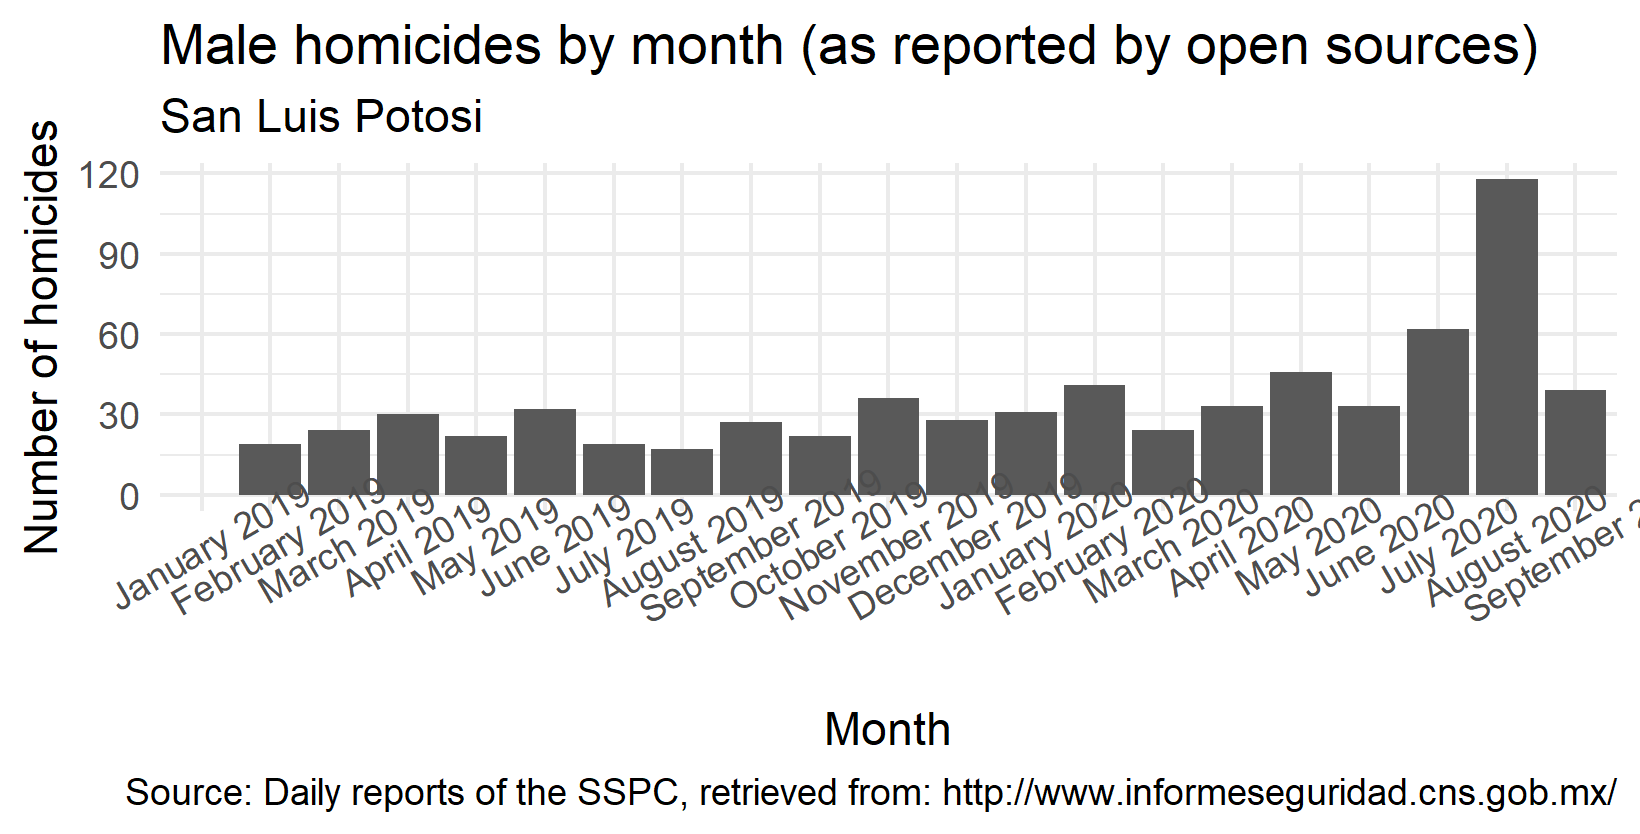 Male homicides by month (as reported by open sources)
San Luis Potosi
Number of homicides
120
90
60
30
0
January 2019
February 2019
March 2019
April 2019
May 2019
June 2019
July 2019
August 2019
September 2019
October 2019
November 2019
December 2019
January 2020
February 2020
March 2020
April 2020
May 2020
June 2020
July 2020
August 2020
September 2
Month
Source: Daily reports of the SSPC, retrieved from: http://www.informeseguridad.cns.gob.mx/